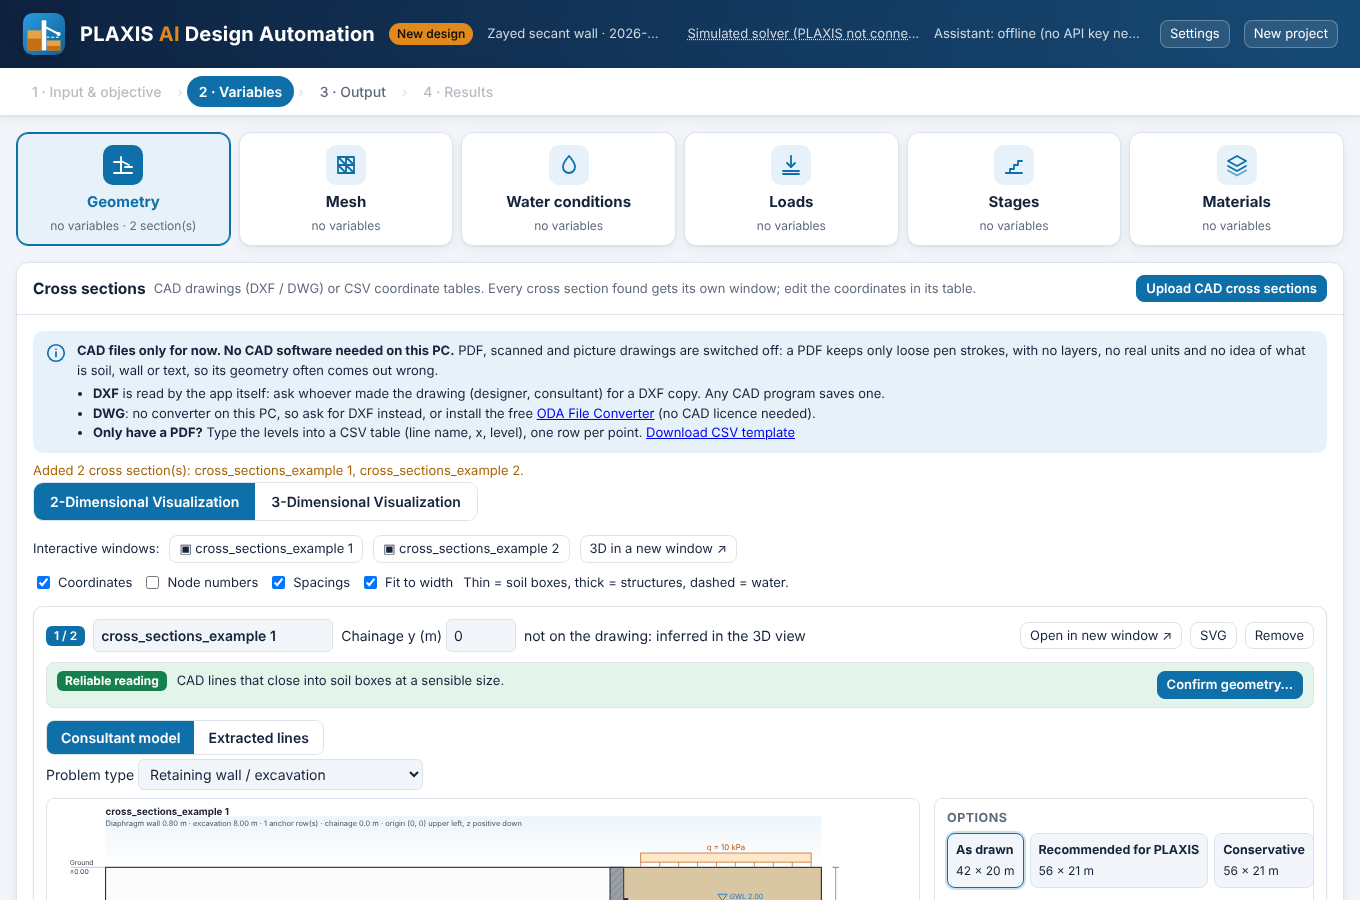 PLAXIS AI Design Automation
New design
Zayed secant wall · 2026-...
Simulated solver (PLAXIS not conne...
Assistant: offline (no API key ne...
Settings
New project
1 · Input & objective
2 · Variables
3 · Output
4 · Results
Geometry
no variables · 2 section(s)
Mesh
no variables
Water conditions
no variables
Loads
no variables
Stages
no variables
Materials
no variables
Cross sections
CAD drawings (DXF / DWG) or CSV coordinate tables. Every cross section found gets its own window; edit the coordinates in its table.
Upload CAD cross sections
CAD files only for now. No CAD software needed on this PC. PDF, scanned and picture drawings are switched off: a PDF keeps only loose pen strokes, with no layers, no real units and no idea of what
is soil, wall or text, so its geometry often comes out wrong.
• DXF is read by the app itself: ask whoever made the drawing (designer, consultant) for a DXF copy. Any CAD program saves one.
• DWG: no converter on this PC, so ask for DXF instead, or install the free ODA File Converter (no CAD licence needed).
• Only have a PDF? Type the levels into a CSV table (line name, x, level), one row per point. Download CSV template
Added 2 cross section(s): cross_sections_example 1, cross_sections_example 2.
2-Dimensional Visualization
3-Dimensional Visualization
Interactive windows:
▣ cross_sections_example 1
▣ cross_sections_example 2
3D in a new window ↗
Coordinates
Node numbers
Spacings
Fit to width
Thin = soil boxes, thick = structures, dashed = water.
1 / 2
cross_sections_example 1
Chainage y (m)
0
not on the drawing: inferred in the 3D view
Open in new window ↗
SVG
Remove
Reliable reading
CAD lines that close into soil boxes at a sensible size.
Confirm geometry...
Consultant model
Extracted lines
Problem type
Retaining wall / excavation
cross_sections_example 1
Diaphragm wall 0.80 m · excavation 8.00 m · 1 anchor row(s) · chainage 0.0 m · origin (0, 0) upper left, z positive down
q = 10 kPa
Ground
±0.00
GWL 2.00
OPTIONS
As drawn
42 × 20 m
Recommended for PLAXIS
56 × 21 m
Conservative
56 × 21 m